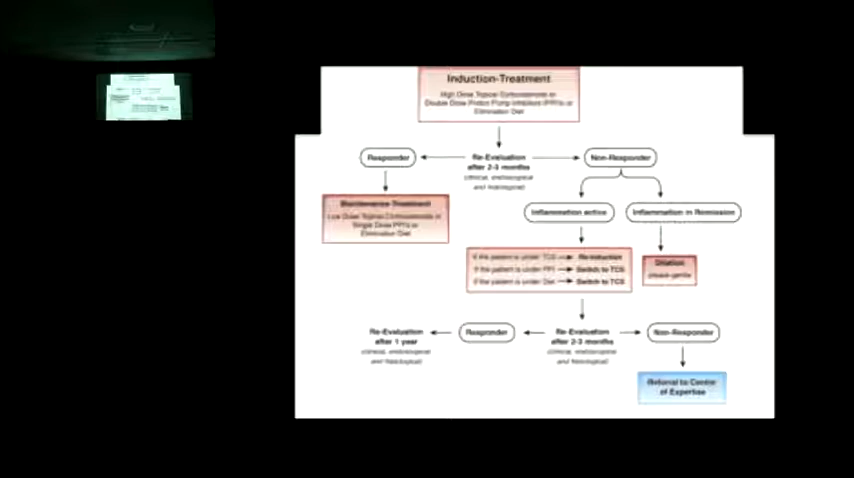 Induction-Treatment
High Dose Topical Corticosteroids or
Double Dose Proton Pump Inhibitors (PPI)s or
Elimination Diet
Responder
Re-Evaluation
after 2-3 months
(clinical, endoscopical
and histological)
Non-Responder
Maintenance-Treatment
Low Dose Topical Corticosteroids or
Single Dose PPI's or
Elimination Diet
Inflammation active
Inflammation in Remission
If the patient is under TCS Re-Induction
If the patient is under PPI Switch to TCS
If the patient is under Diet Switch to TCS
Dilation
please gentle
Re-Evaluation
after 1 year
(clinical, endoscopical
and histological)
Responder
Re-Evaluation
after 2-3 months
(clinical, endoscopical
and histological)
Non-Responder
Referral to Center
of Expertise